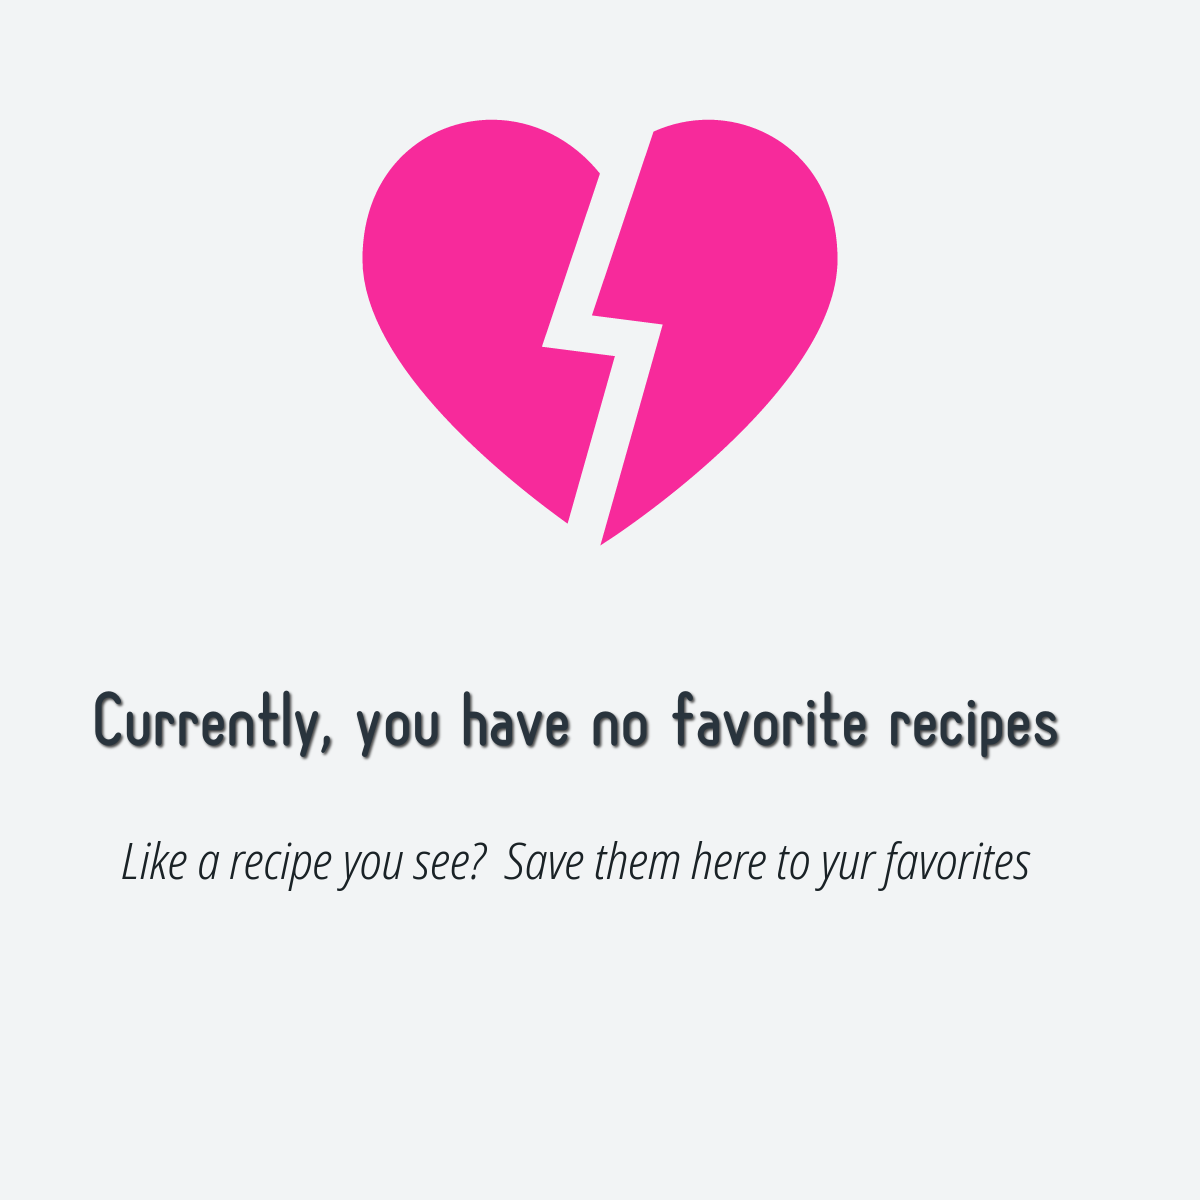 Currently, you have no favorite recipes
Like a recipe you see?  Save them here to yur favorites